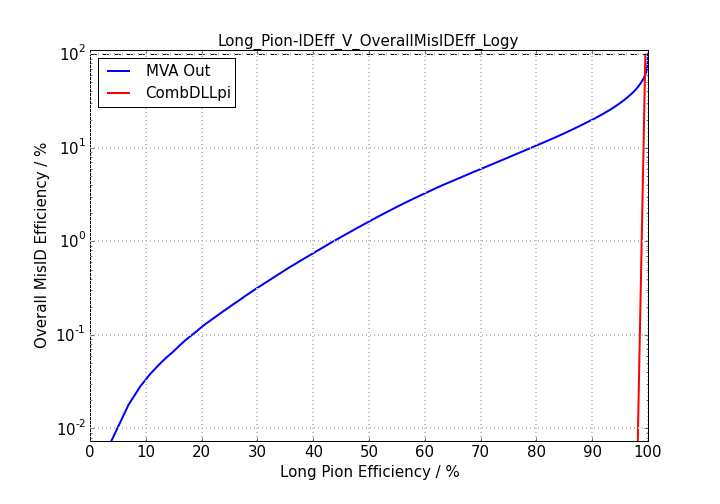 Long_Pion-IDEff_V_OverallMisIDEff_Logy
MVA Out
CombDLLpi
10^2
10^1
10^0
10^-1
10^-2
Overall MisID Efficiency / %
0 10 20 30 40 50 60 70 80 90 100
Long Pion Efficiency / %